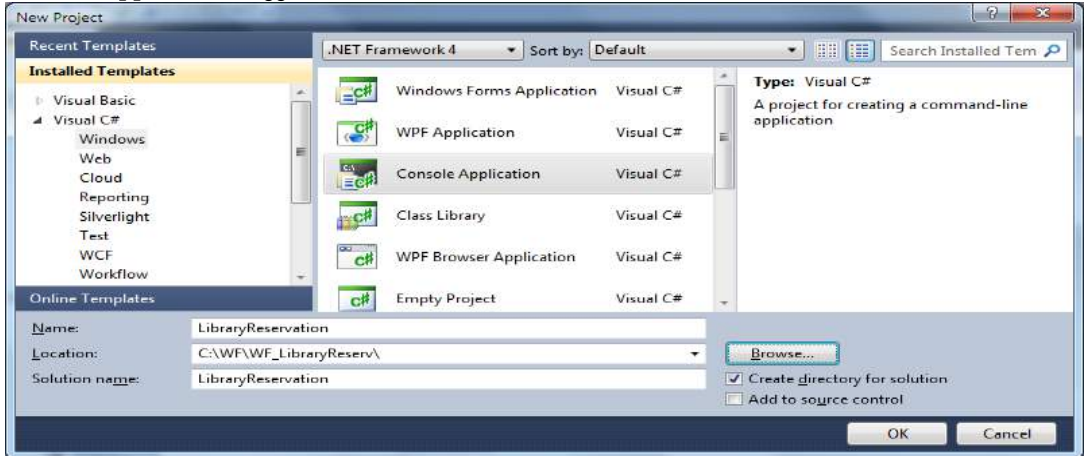 New Project
Recent Templates
Installed Templates
Visual Basic
Visual C#
Windows
Web
Cloud
Reporting
Silverlight
Test
WCF
Workflow
Online Templates
.NET Framework 4 Sort by: Default Search Installed Tem
Windows Forms Application Visual C#
WPF Application Visual C#
Console Application Visual C#
Class Library Visual C#
WPF Browser Application Visual C#
Empty Project Visual C#
Type: Visual C#
A project for creating a command-line
application
Name: LibraryReservation
Location: C:\WF\WF_LibraryReserv\ Browse...
Solution name: LibraryReservation
Create directory for solution
Add to source control
OK Cancel